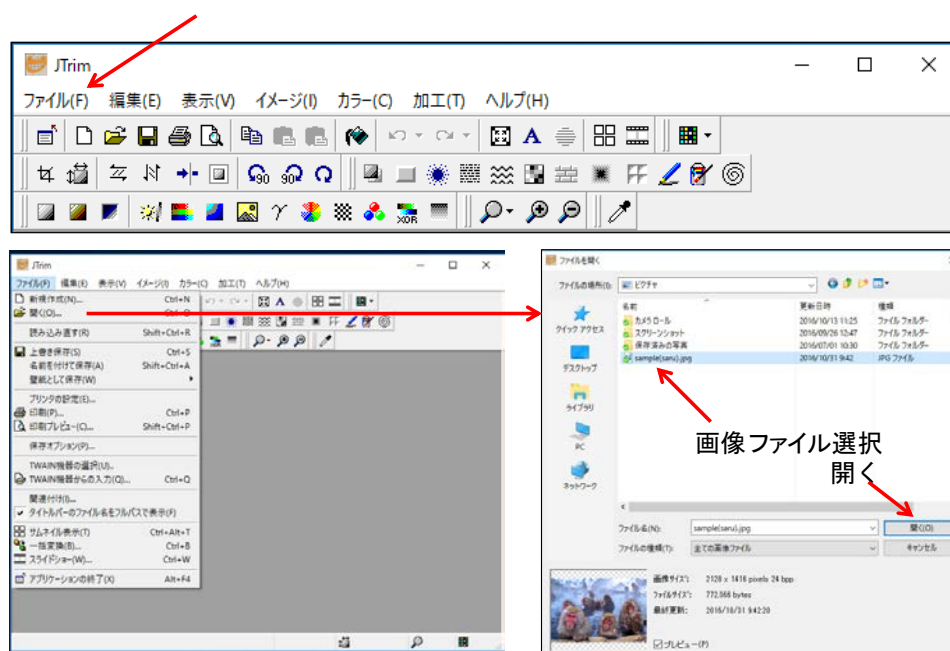 JTrim
ファイル(F) 編集(E) 表示(V) イメージ(I) カラー(C) 加工(T) ヘルプ(H)
90 90
XOR
JTrim
ファイル(F) 編集(E) 表示(V) イメージ(I) カラー(C) 加工(T) ヘルプ(H)
新規作成(N)... Ctrl+N
開く(O)... Ctrl+O
読み込み直す(R) Shift+Ctrl+R
上書き保存(S) Ctrl+S
名前を付けて保存(A) Shift+Ctrl+A
壁紙として保存(W)
プリンタの設定(E)...
印刷(P)... Ctrl+P
印刷プレビュー(C)... Shift+Ctrl+P
保存オプション(P)...
TWAIN機器の選択(U)...
TWAIN機器からの入力(Q)... Ctrl+Q
関連付け(I)...
タイトルバーのファイル名をフルパスで表示(F)
サムネイル表示(T) Ctrl+Alt+T
一括変換(B)... Ctrl+B
スライドショー(W)... Ctrl+W
アプリケーションの終了(X) Alt+F4
ファイルを開く
ファイルの場所(I): ピクチャ
名前 更新日時 種類
カメラ ロール 2016/10/13 11:25 ファイル フォルダー
スクリーンショット 2016/09/26 12:47 ファイル フォルダー
保存済みの写真 2016/07/01 10:30 ファイル フォルダー
sample(saru).jpg 2016/10/31 9:42 JPG ファイル
クイック アクセス
デスクトップ
ライブラリ
PC
ネットワーク
画像ファイル選択
開く
ファイル名(N): sample(saru).jpg 開く(O)
ファイルの種類(T): 全ての画像ファイル キャンセル
画像サイズ: 2128 x 1416 pixels 24 bpp
ファイルサイズ: 772,066 bytes
最終更新: 2016/10/31 9:42:20
プレビュー(P)